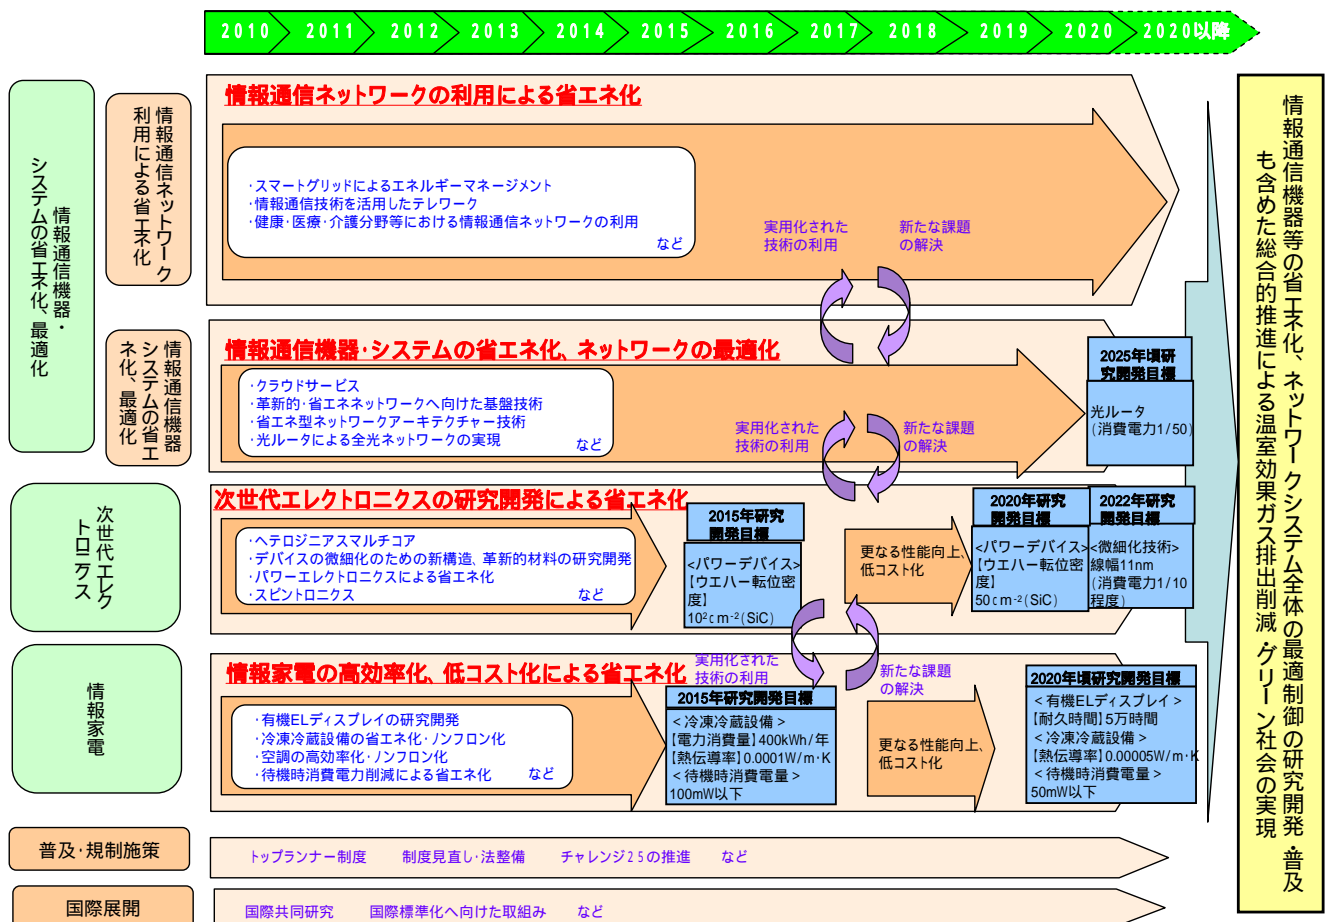 2010 2011 2012 2013 2014 2015 2016 2017 2018 2019 2020 2020以降
情報通信機器・
システムの省エネ化、最適化
情報通信ネットワーク
利用による省エネ化
情報通信ネットワークの利用による省エネ化
・スマートグリッドによるエネルギーマネージメント
・情報通信技術を活用したテレワーク
・健康・医療・介護分野等における情報通信ネットワークの利用
など
実用化された
技術の利用
新たな課題
の解決
情報通信機器
システムの省エ
ネ化、最適化
情報通信機器・システムの省エネ化、ネットワークの最適化
・クラウドサービス
・革新的・省エネネットワークへ向けた基盤技術
・省エネ型ネットワークアーキテクチャー技術
・光ルータによる全光ネットワークの実現
など
実用化された
技術の利用
新たな課題
の解決
2025年頃研
究開発目標
光ルータ
(消費電力1/50)
次世代エレク
トロニクス
次世代エレクトロニクスの研究開発による省エネ化
・ヘテロジニアスマルチコア
・デバイスの微細化のための新構造、革新的材料の研究開発
・パワーエレクトロニクスによる省エネ化
・スピントロニクス
など
2015年研究
開発目標
<パワーデバイス>
【ウエハー転位密
度】
10²cm⁻²(SiC)
更なる性能向上、
低コスト化
2020年研究
開発目標
<パワーデバイス>
【ウエハー転位密
度】
50cm⁻²(SiC)
2022年研究
開発目標
<微細化技術>
線幅11nm
(消費電力1/10
程度)
情報家電
情報家電の高効率化、低コスト化による省エネ化
・有機ELディスプレイの研究開発
・冷凍冷蔵設備の省エネ化・ノンフロン化
・空調の高効率化・ノンフロン化
・待機時消費電力削減による省エネ化
など
実用化された
技術の利用
新たな課題
の解決
2015年研究開発目標
<冷凍冷蔵設備>
【電力消費量】400kWh/年
【熱伝導率】0.0001W/m・K
<待機時消費電量>
100mW以下
更なる性能向上、
低コスト化
2020年頃研究開発目標
<有機ELディスプレイ>
【耐久時間】5万時間
<冷凍冷蔵設備>
【熱伝導率】0.00005W/m・K
<待機時消費電量>
50mW以下
普及・規制施策
トップランナー制度 制度見直し・法整備 チャレンジ25の推進 など
国際展開
国際共同研究 国際標準化へ向けた取組み など
情報通信機器等の省エネ化、ネットワークシステム全体の最適制御の研究開発・普及
も含めた総合的推進による温室効果ガス排出削減・グリーン社会の実現